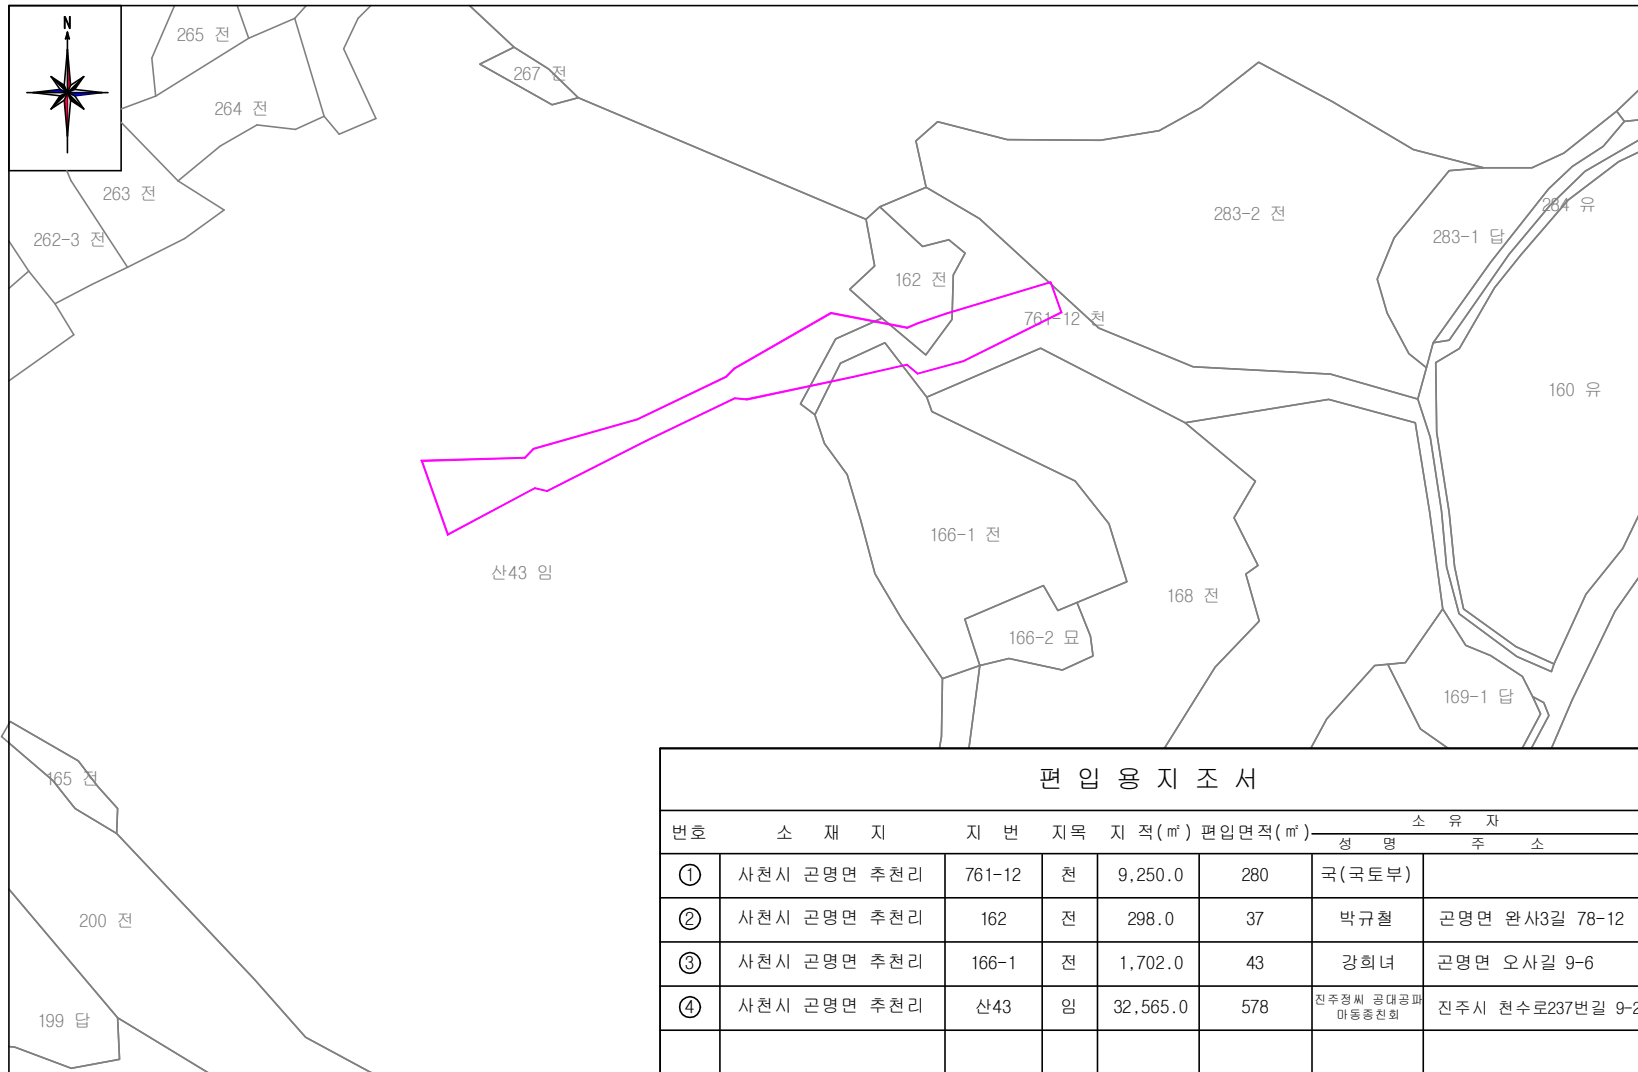 N
265 전
267 전
264 전
263 전
262-3 전
284 유
283-2 전
283-1 답
162 전
761-12 천
160 유
166-1 전
산43 임
168 전
166-2 묘
169-1 답
165 전
200 전
199 답
편 입 용 지 조 서
번호 소 재 지 지 번 지목 지 적(㎡) 편입면적(㎡) 소 유 자
성 명 주 소
① 사천시 곤명면 추천리 761-12 천 9,250.0 280 국(국토부)
② 사천시 곤명면 추천리 162 전 298.0 37 박규철 곤명면 완사3길 78-12
③ 사천시 곤명면 추천리 166-1 전 1,702.0 43 강희녀 곤명면 오사길 9-6
④ 사천시 곤명면 추천리 산43 임 32,565.0 578 진주정씨 공대공파 마동종친회 진주시 천수로237번길 9-2